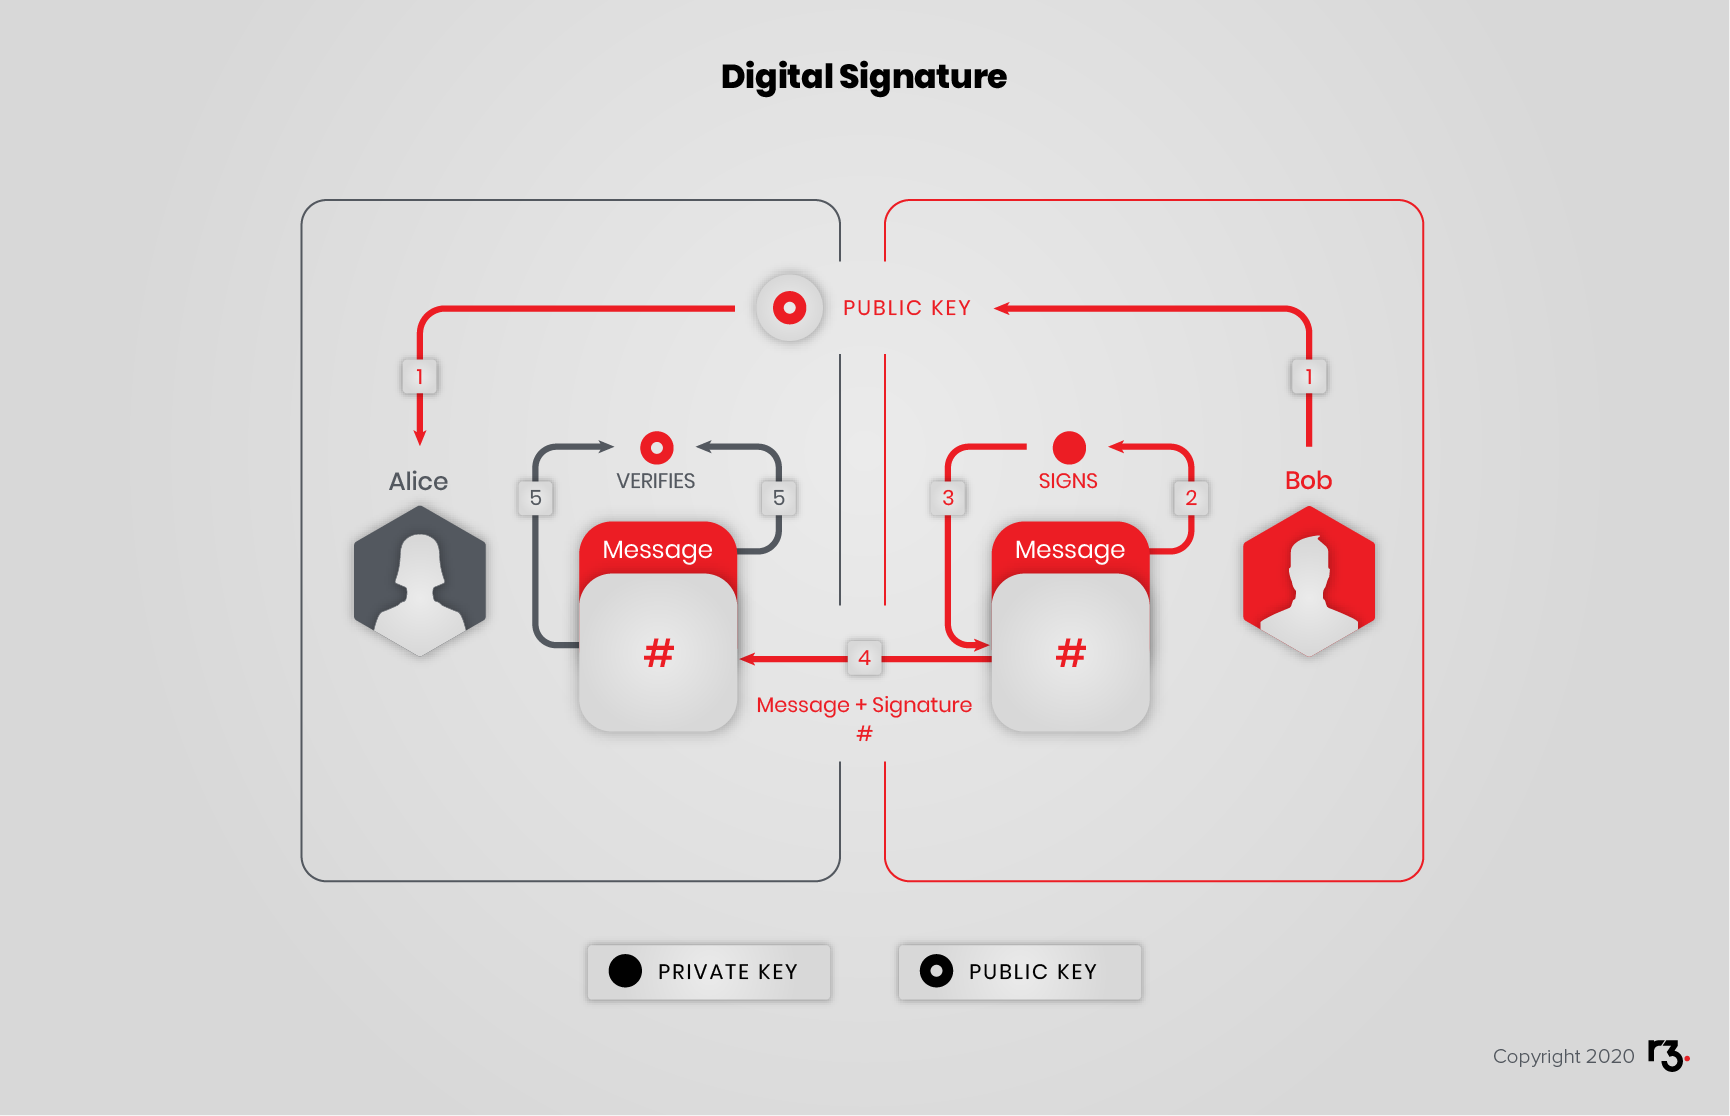 Digital Signature
PUBLIC KEY
1
1
Alice
VERIFIES
SIGNS
Bob
5
5
3
2
Message
Message
#
#
4
Message + Signature
#
PRIVATE KEY
PUBLIC KEY
Copyright 2020 r3.